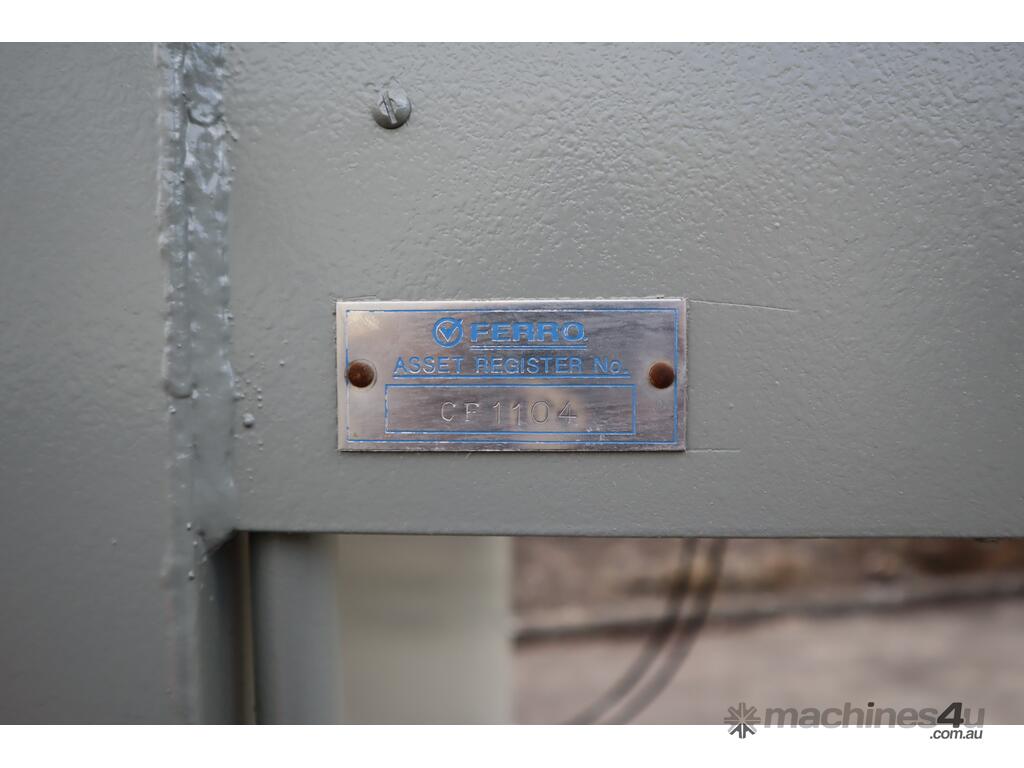 FERRO
ASSET REGISTER No.
CF1104
machines4u
.com.au